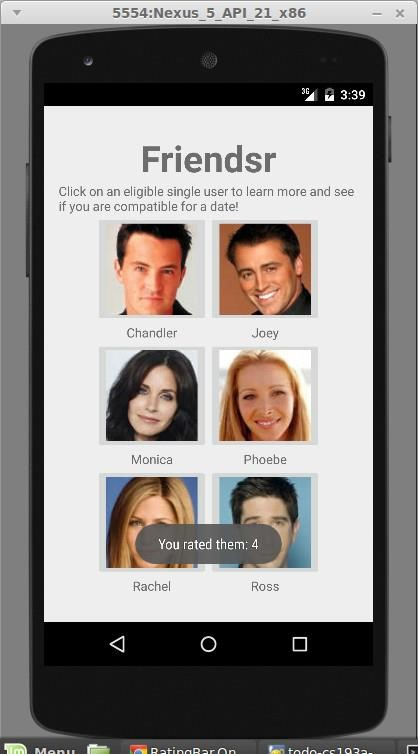 5554:Nexus_5_API_21_x86
3G
3:39
Friendsr
Click on an eligible single user to learn more and see
if you are compatible for a date!
Chandler
Joey
Monica
Phoebe
You rated them: 4
Rachel
Ross
Menu
RatingBar.On
todo-cs193a-